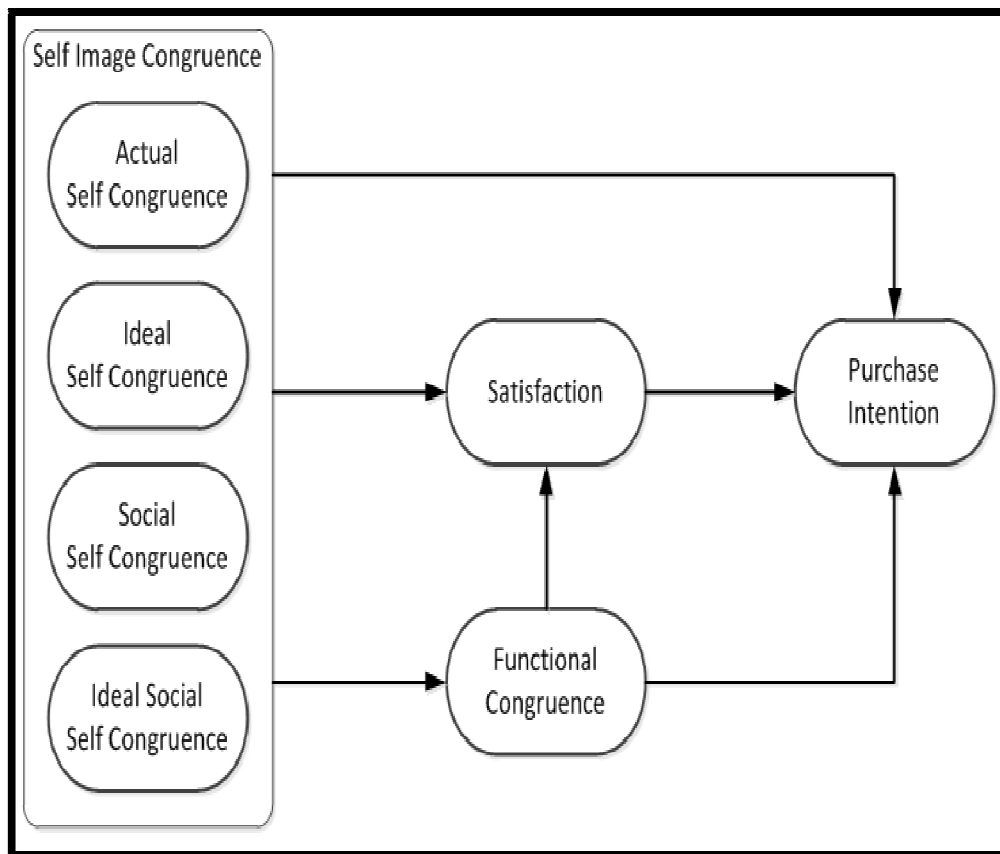 Self Image Congruence
Actual
Self Congruence
Ideal
Self Congruence
Social
Self Congruence
Ideal Social
Self Congruence
Satisfaction
Functional
Congruence
Purchase
Intention